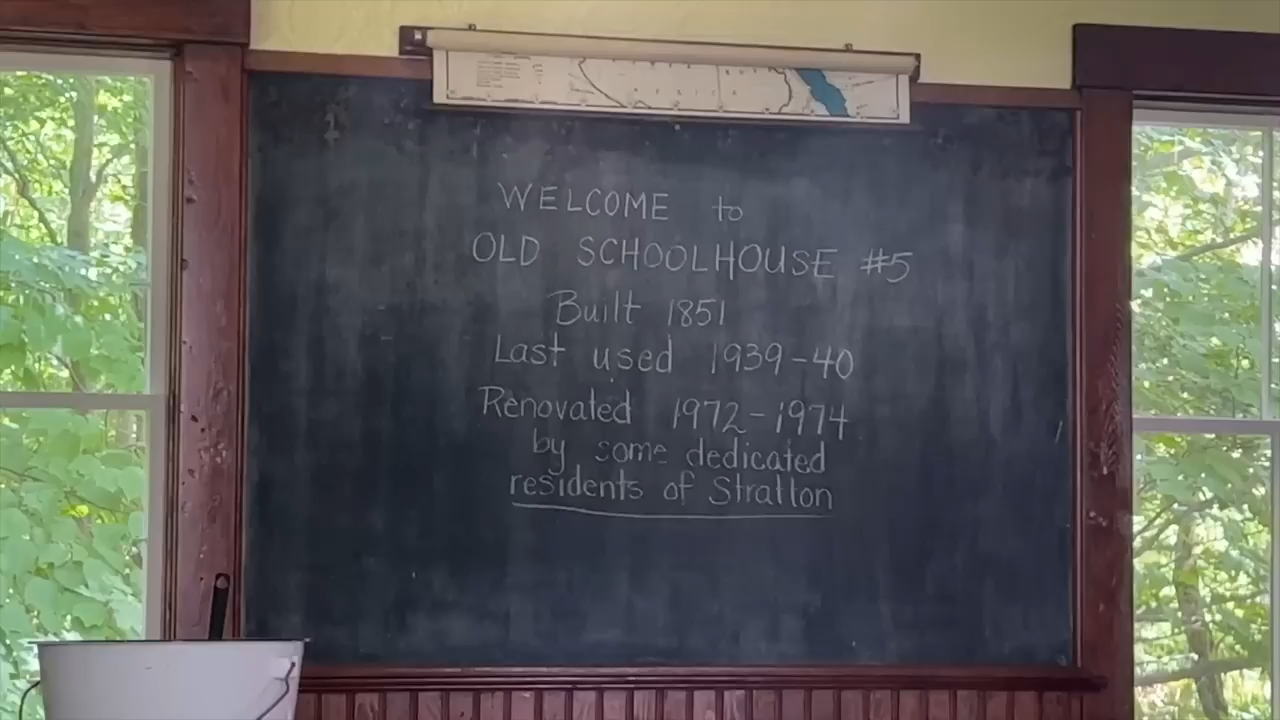 WELCOME to
OLD SCHOOLHOUSE #5
Built 1851
Last used 1939-40
Renovated 1972-1974
by some dedicated
residents of Stratton